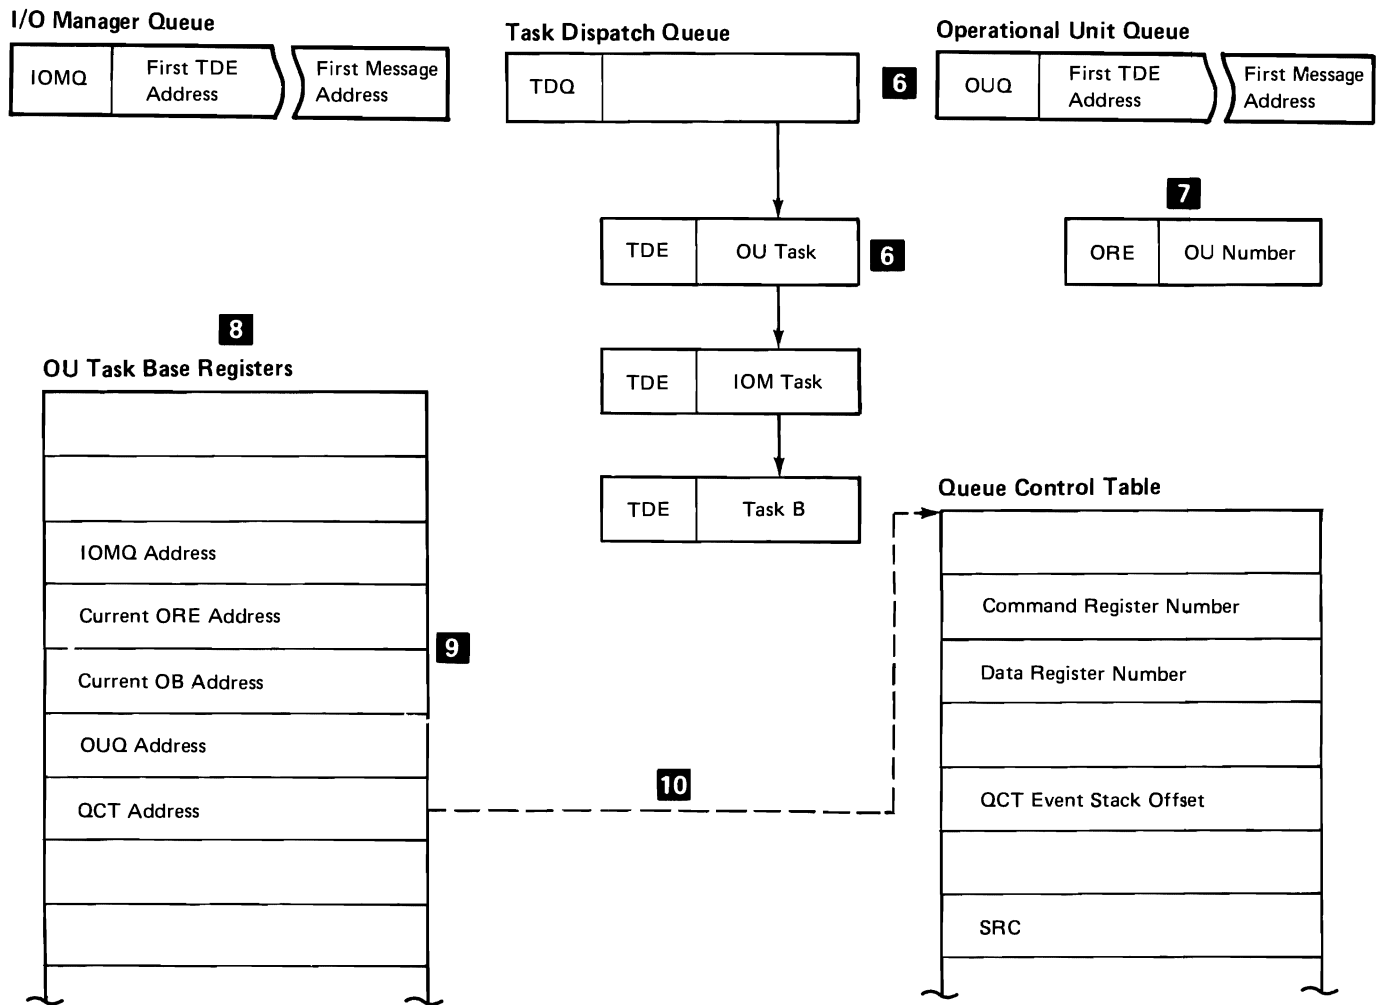 I/O Manager Queue
IOMQ
First TDE
Address
First Message
Address
Task Dispatch Queue
TDQ
6
Operational Unit Queue
OUQ
First TDE
Address
First Message
Address
7
TDE
OU Task
6
ORE
OU Number
8
OU Task Base Registers
TDE
IOM Task
TDE
Task B
IOMQ Address
Current ORE Address
9
Current OB Address
OUQ Address
QCT Address
10
Queue Control Table
Command Register Number
Data Register Number
QCT Event Stack Offset
SRC